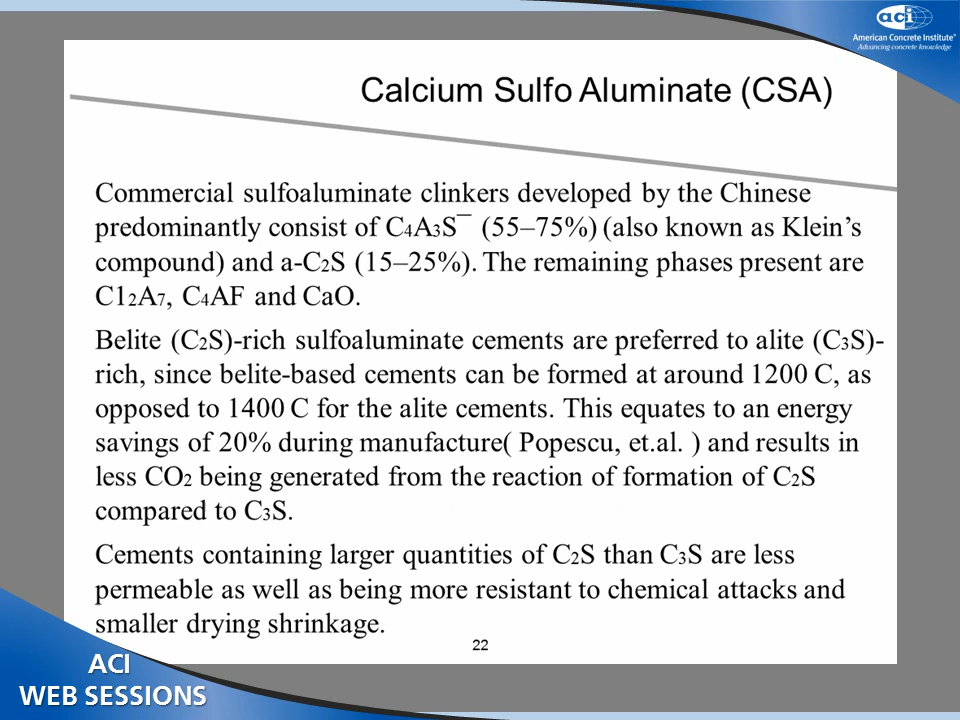 aci
American Concrete Institute®
Advancing concrete knowledge
Calcium Sulfo Aluminate (CSA)
Commercial sulfoaluminate clinkers developed by the Chinese
predominantly consist of C4A3S¯ (55–75%) (also known as Klein’s
compound) and a-C2S (15–25%). The remaining phases present are
C12A7, C4AF and CaO.
Belite (C2S)-rich sulfoaluminate cements are preferred to alite (C3S)-
rich, since belite-based cements can be formed at around 1200 C, as
opposed to 1400 C for the alite cements. This equates to an energy
savings of 20% during manufacture( Popescu, et.al. ) and results in
less CO2 being generated from the reaction of formation of C2S
compared to C3S.
Cements containing larger quantities of C2S than C3S are less
permeable as well as being more resistant to chemical attacks and
smaller drying shrinkage.
22
ACI
WEB SESSIONS